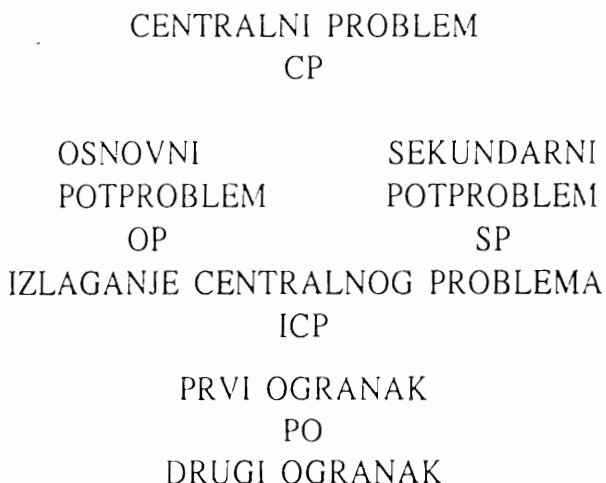 CENTRALNI PROBLEM
CP
OSNOVNI SEKUNDARNI
POTPROBLEM POTPROBLEM
OP SP
IZLAGANJE CENTRALNOG PROBLEMA
ICP
PRVI OGRANAK
PO
DRUGI OGRANAK